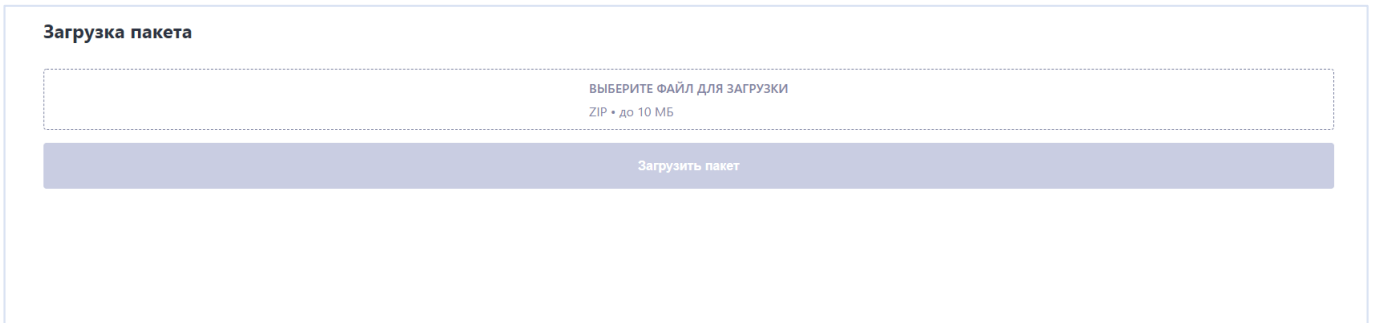 Загрузка пакета
ВЫБЕРИТЕ ФАЙЛ ДЛЯ ЗАГРУЗКИ
ZIP • до 10 МБ
Загрузить пакет